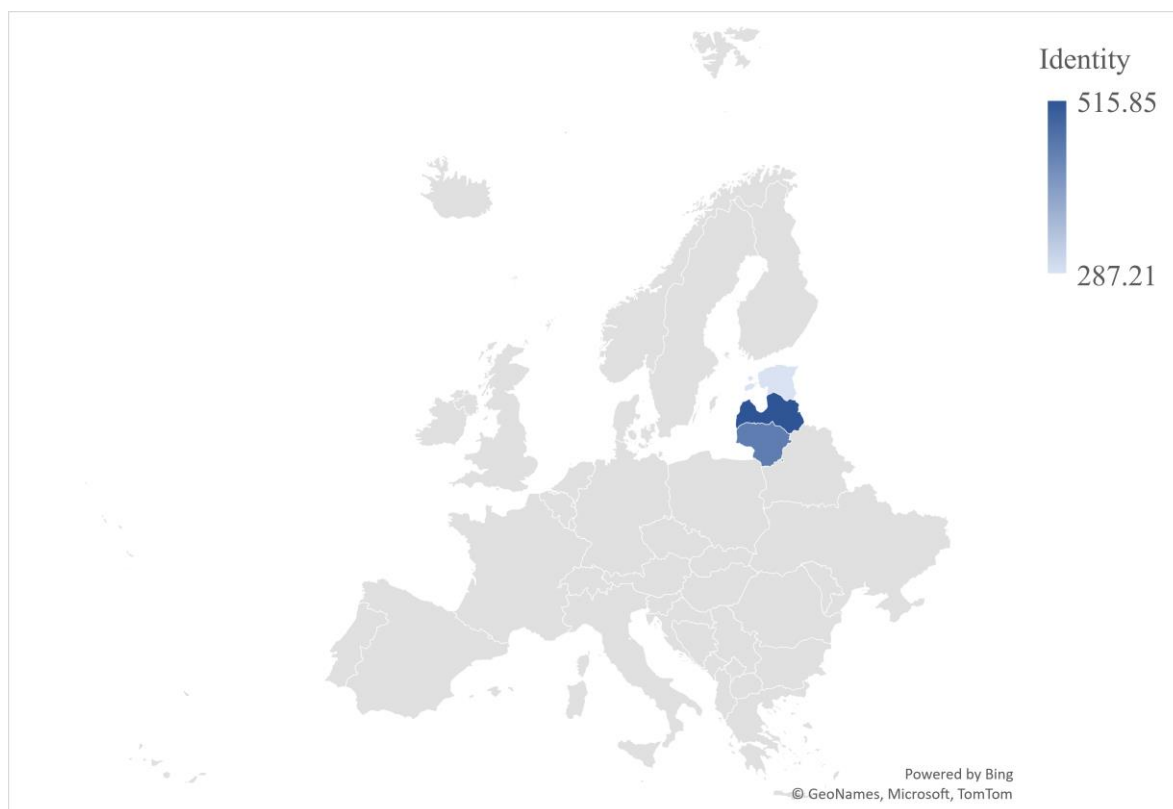 Identity
515.85
287.21
Powered by Bing
© GeoNames, Microsoft, TomTom